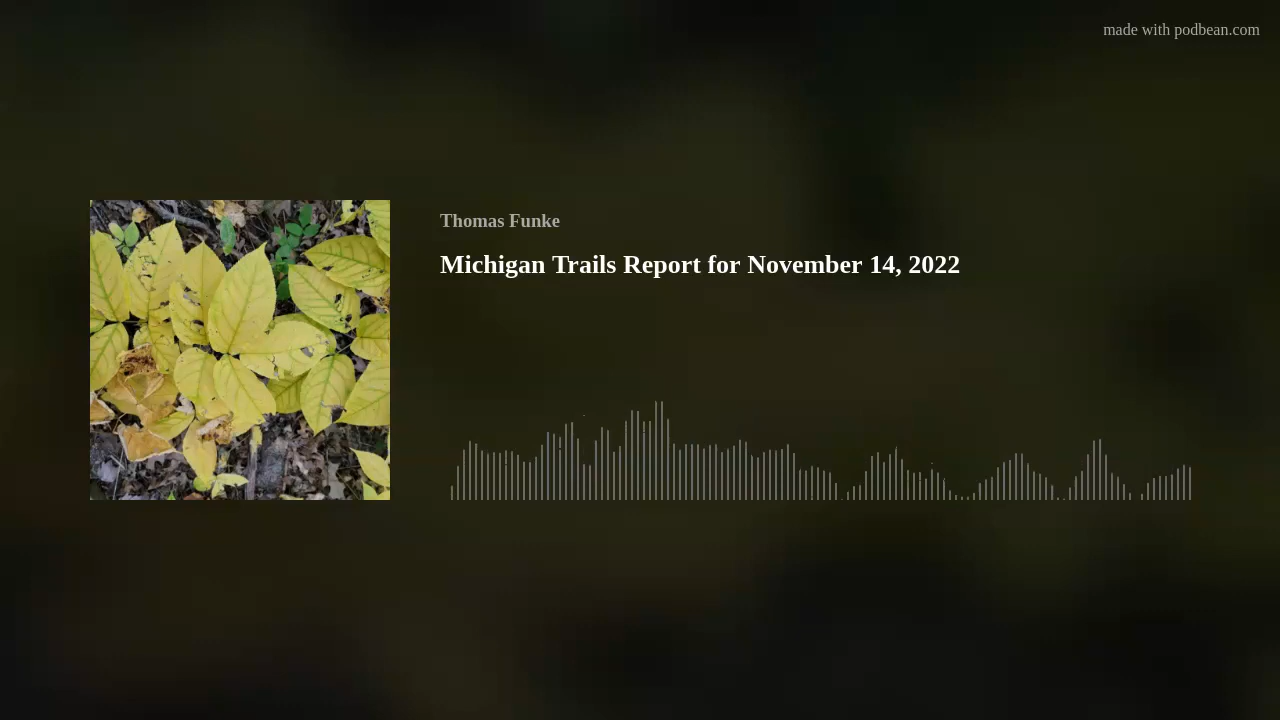 made with podbean.com
Thomas Funke
Michigan Trails Report for November 14, 2022